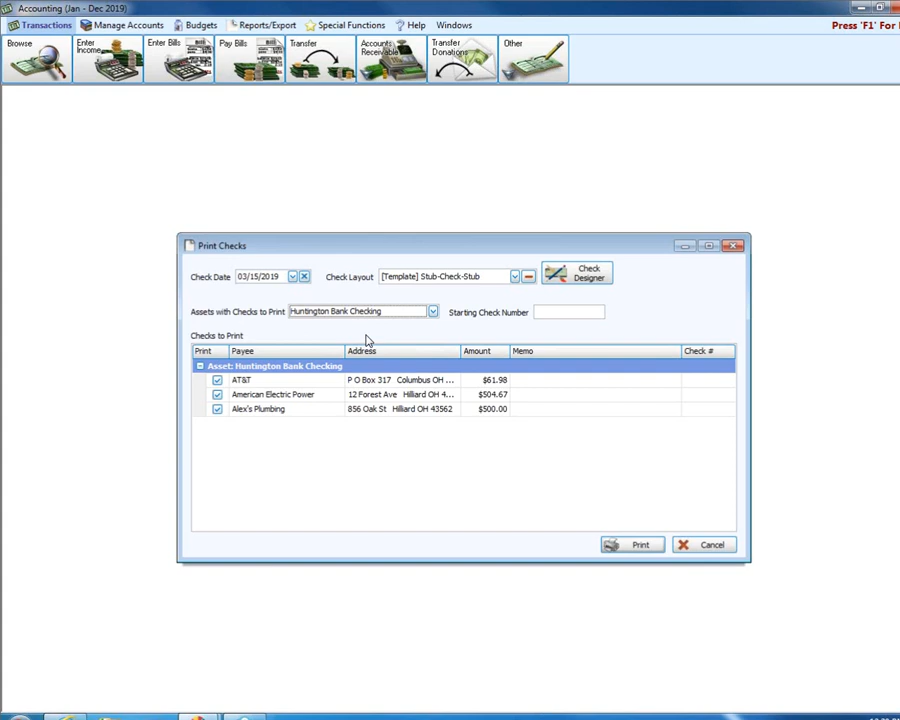 Accounting (Jan - Dec 2019)
Transactions Manage Accounts Budgets Reports/Export Special Functions Help Windows Press 'F1' For
Browse Enter Income Enter Bills Pay Bills Transfer Accounts Receivable Transfer Donations Other
Print Checks
Check Date 03/15/2019 Check Layout [Template] Stub-Check-Stub Check Designer
Assets with Checks to Print Huntington Bank Checking Starting Check Number
Checks to Print
Print Payee Address Amount Memo Check #
Asset: Huntington Bank Checking
AT&T P O Box 317 Columbus OH ... $61.98
American Electric Power 12 Forest Ave Hilliard OH 4... $504.67
Alex's Plumbing 856 Oak St Hilliard OH 43562 $500.00
Print Cancel